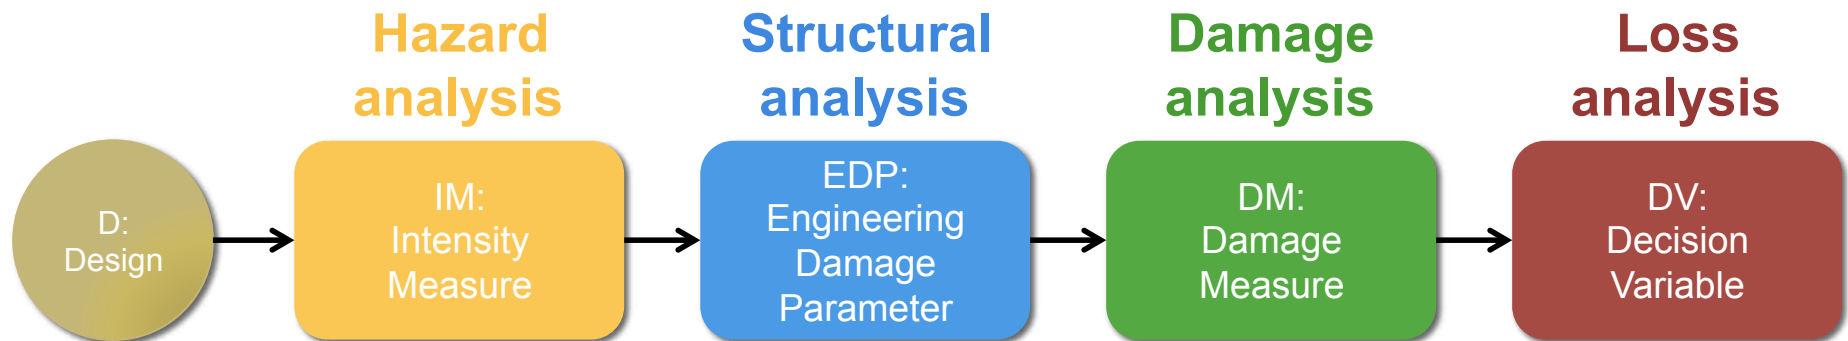 Hazard
analysis
Structural
analysis
Damage
analysis
Loss
analysis
D:
Design
IM:
Intensity
Measure
EDP:
Engineering
Damage
Parameter
DM:
Damage
Measure
DV:
Decision
Variable